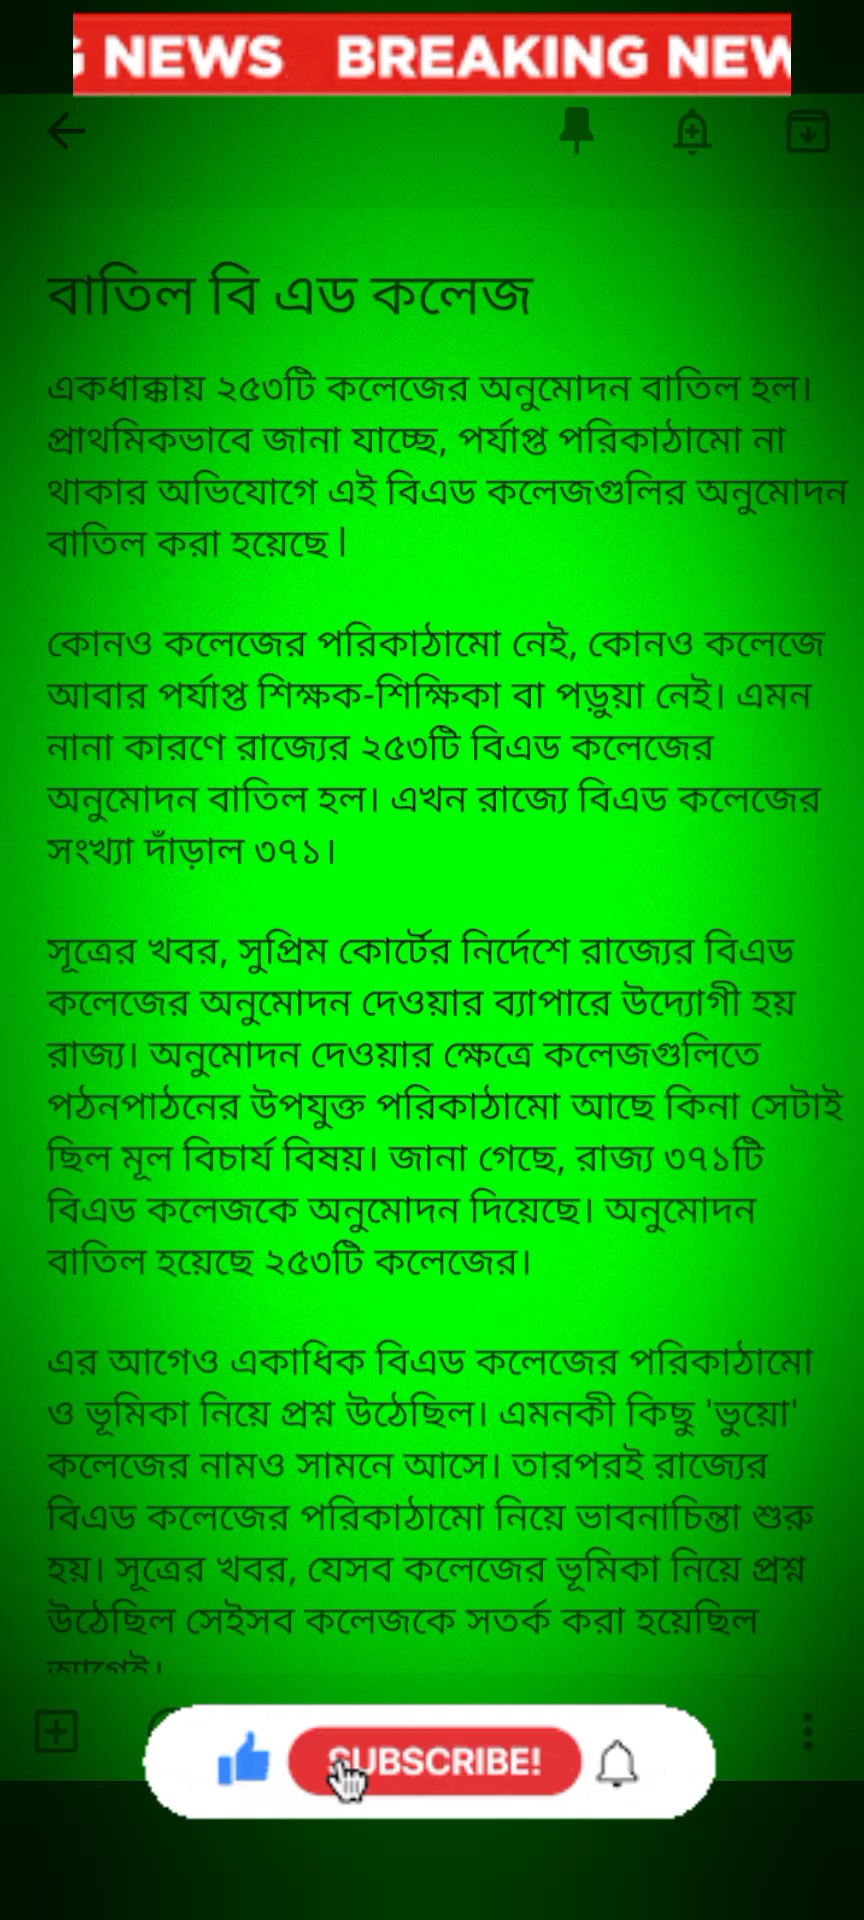 G NEWS BREAKING NEW
বাতিল বি এড কলেজ
একধাক্কায় ২৫৩টি কলেজের অনুমোদন বাতিল হল।
প্রাথমিকভাবে জানা যাচ্ছে, পর্যাপ্ত পরিকাঠামো না
থাকার অভিযোগে এই বিএড কলেজগুলির অনুমোদন
বাতিল করা হয়েছে |
কোনও কলেজের পরিকাঠামো নেই, কোনও কলেজে
আবার পর্যাপ্ত শিক্ষক-শিক্ষিকা বা পড়ুয়া নেই। এমন
নানা কারণে রাজ্যের ২৫৩টি বিএড কলেজের
অনুমোদন বাতিল হল। এখন রাজ্যে বিএড কলেজের
সংখ্যা দাঁড়াল ৩৭১।
সূত্রের খবর, সুপ্রিম কোর্টের নির্দেশে রাজ্যের বিএড
কলেজের অনুমোদন দেওয়ার ব্যাপারে উদ্যোগী হয়
রাজ্য। অনুমোদন দেওয়ার ক্ষেত্রে কলেজগুলিতে
পঠনপাঠনের উপযুক্ত পরিকাঠামো আছে কিনা সেটাই
ছিল মূল বিচার্য বিষয়। জানা গেছে, রাজ্য ৩৭১টি
বিএড কলেজকে অনুমোদন দিয়েছে। অনুমোদন
বাতিল হয়েছে ২৫৩টি কলেজের।
এর আগেও একাধিক বিএড কলেজের পরিকাঠামো
ও ভূমিকা নিয়ে প্রশ্ন উঠেছিল। এমনকী কিছু 'ভুয়ো'
কলেজের নামও সামনে আসে। তারপরই রাজ্যের
বিএড কলেজের পরিকাঠামো নিয়ে ভাবনাচিন্তা শুরু
হয়। সূত্রের খবর, যেসব কলেজের ভূমিকা নিয়ে প্রশ্ন
উঠেছিল সেইসব কলেজকে সতর্ক করা হয়েছিল
আগেই।
SUBSCRIBE!